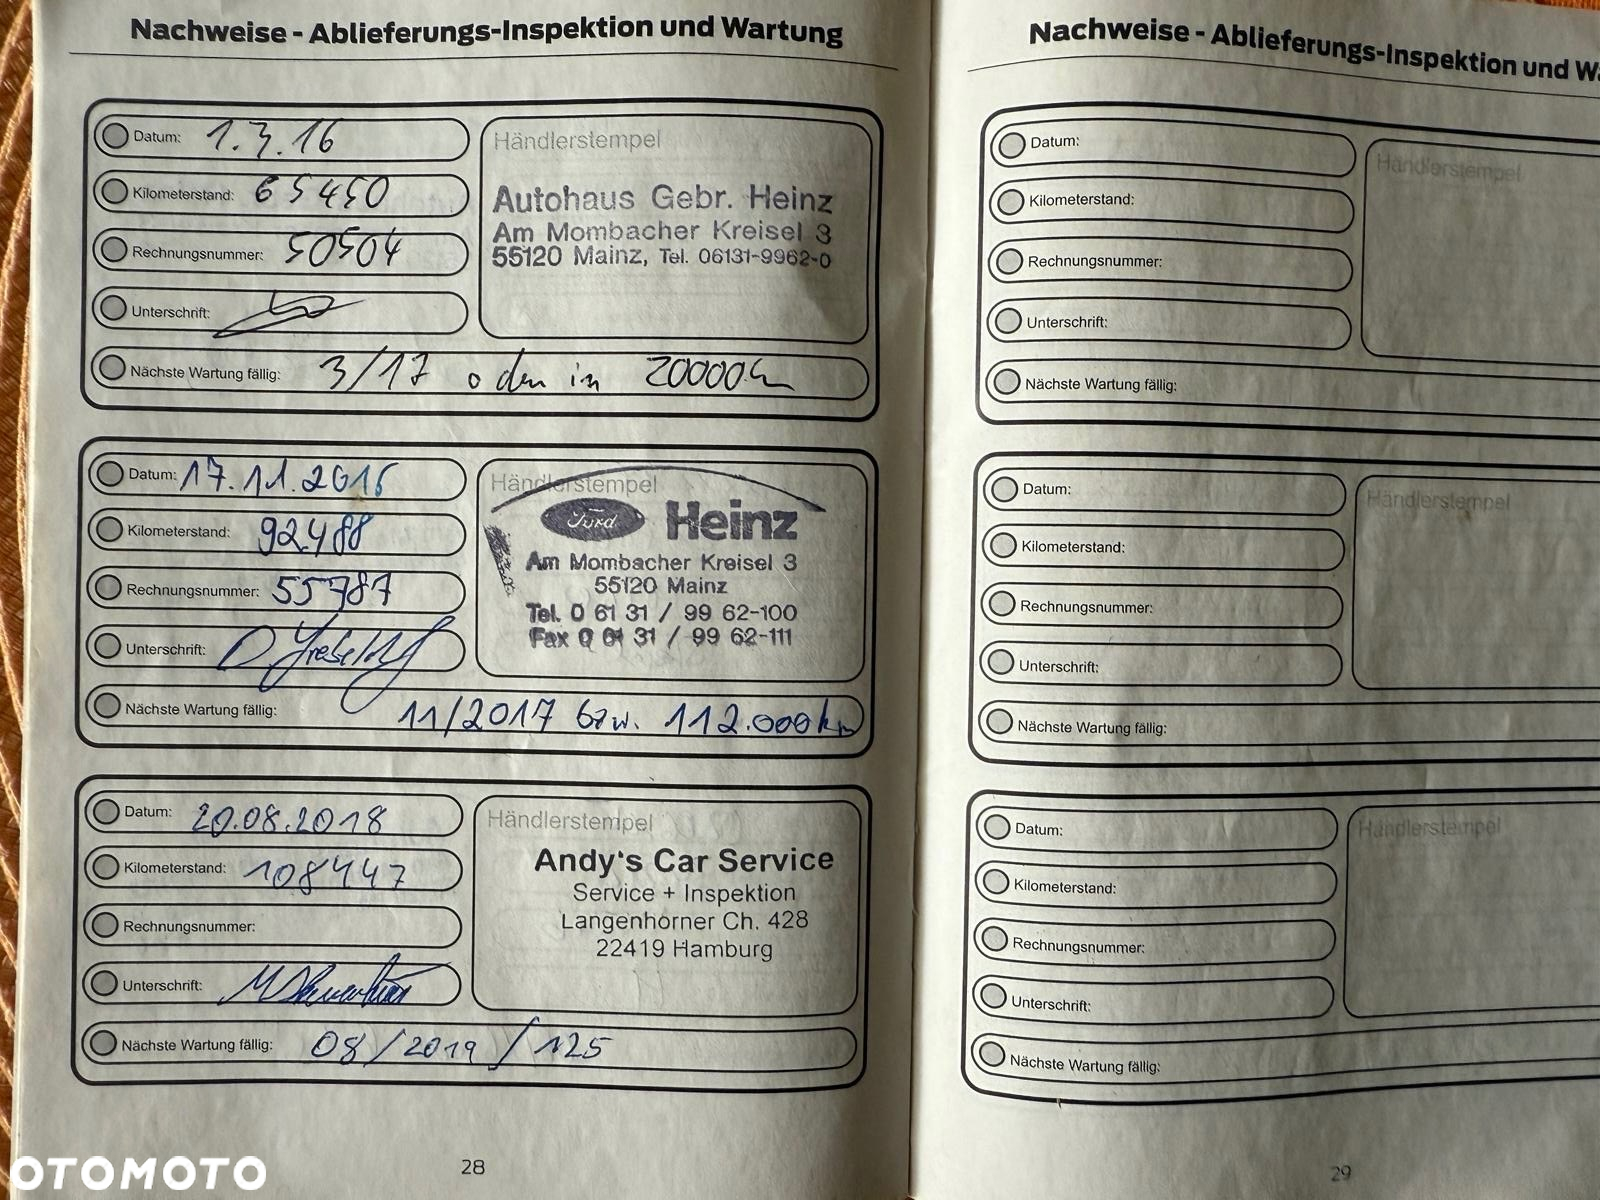 Nachweise - Ablieferungs-Inspektion und Wartung
Datum: 1.3.16
Kilometerstand: 65450
Rechnungsnummer: 50504
Unterschrift:
Nächste Wartung fällig: 3/17 oder in 20000 km
Händlerstempel
Autohaus Gebr. Heinz
Am Mombacher Kreisel 3
55120 Mainz, Tel. 06131-9962-0
Datum: 17.11.2016
Kilometerstand: 92488
Rechnungsnummer: 55787
Unterschrift:
Nächste Wartung fällig: 11/2017 bzw. 112.000 km
Händlerstempel
Ford Heinz
Am Mombacher Kreisel 3
55120 Mainz
Tel. 0 61 31 / 99 62-100
Fax 0 61 31 / 99 62-111
Datum: 20.08.2018
Kilometerstand: 108447
Rechnungsnummer:
Unterschrift:
Nächste Wartung fällig: 08/2019 / 125
Händlerstempel
Andy's Car Service
Service + Inspektion
Langenhorner Ch. 428
22419 Hamburg
28
OTOMOTO
Nachweise - Ablieferungs-Inspektion und Wa
Datum:
Kilometerstand:
Rechnungsnummer:
Unterschrift:
Nächste Wartung fällig:
Händlerstempel
Datum:
Kilometerstand:
Rechnungsnummer:
Unterschrift:
Nächste Wartung fällig:
Händlerstempel
Datum:
Kilometerstand:
Rechnungsnummer:
Unterschrift:
Nächste Wartung fällig:
Händlerstempel
29